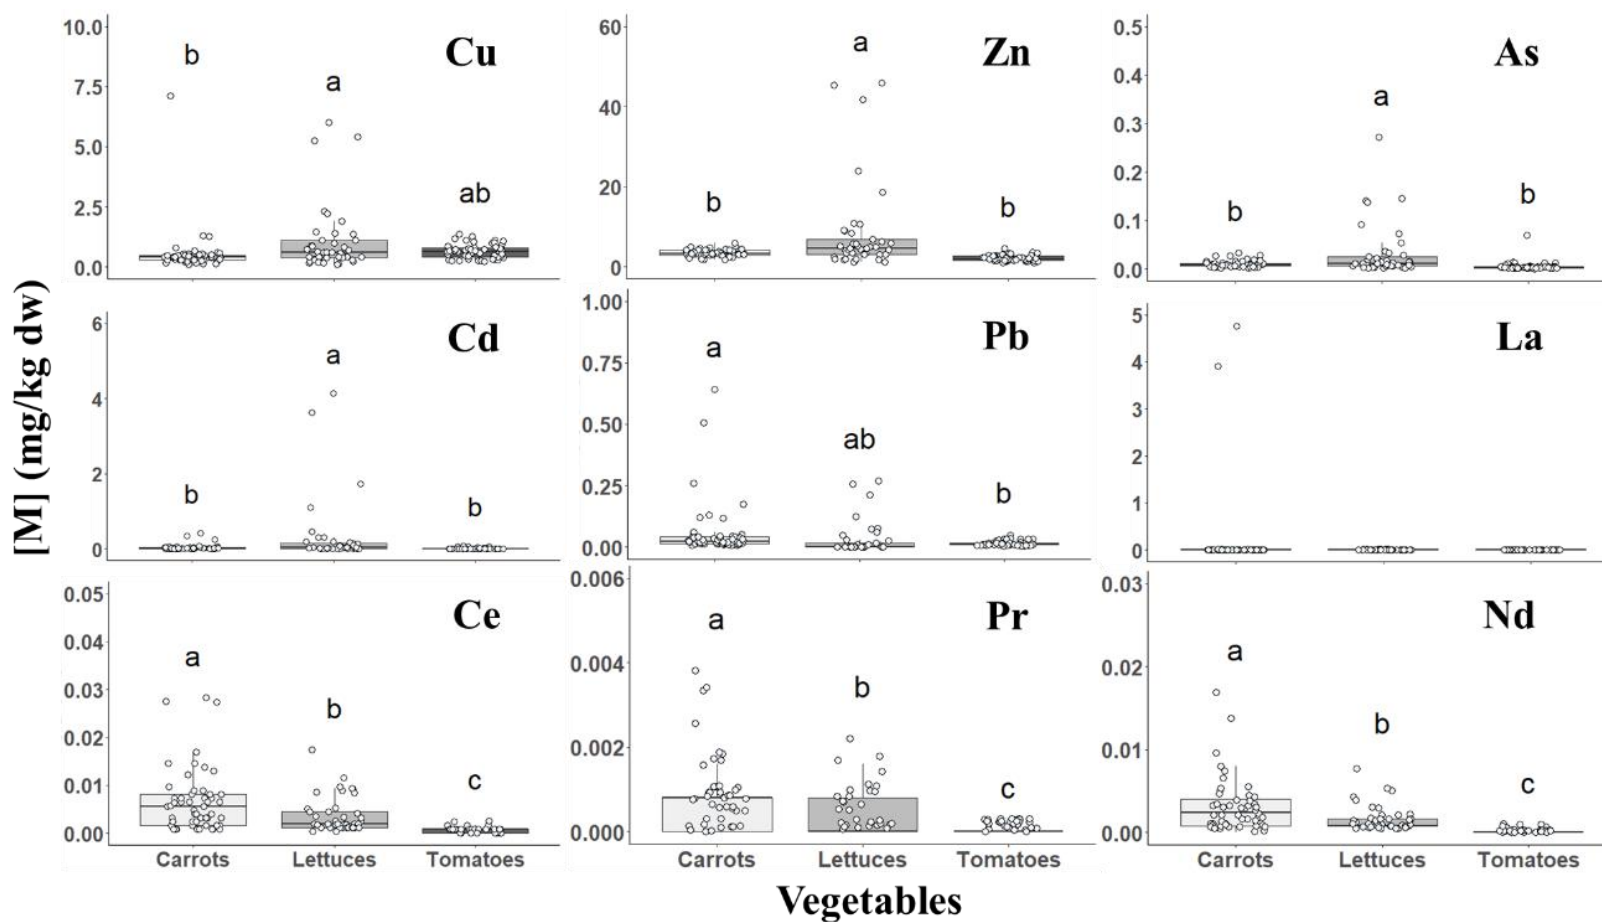 [M] (mg/kg dw)
10.0
7.5
5.0
2.5
0.0
b
a
ab
Cu
60
40
20
0
b
a
b
Zn
0.5
0.4
0.3
0.2
0.1
0.0
b
a
b
As
6
4
2
0
b
a
b
Cd
1.00
0.75
0.50
0.25
0.00
a
ab
b
Pb
5
4
3
2
1
0
La
0.05
0.04
0.03
0.02
0.01
0.00
a
b
c
Ce
Carrots Lettuces Tomatoes
0.006
0.004
0.002
0.000
a
b
c
Pr
Carrots Lettuces Tomatoes
0.03
0.02
0.01
0.00
a
b
c
Nd
Carrots Lettuces Tomatoes
Vegetables